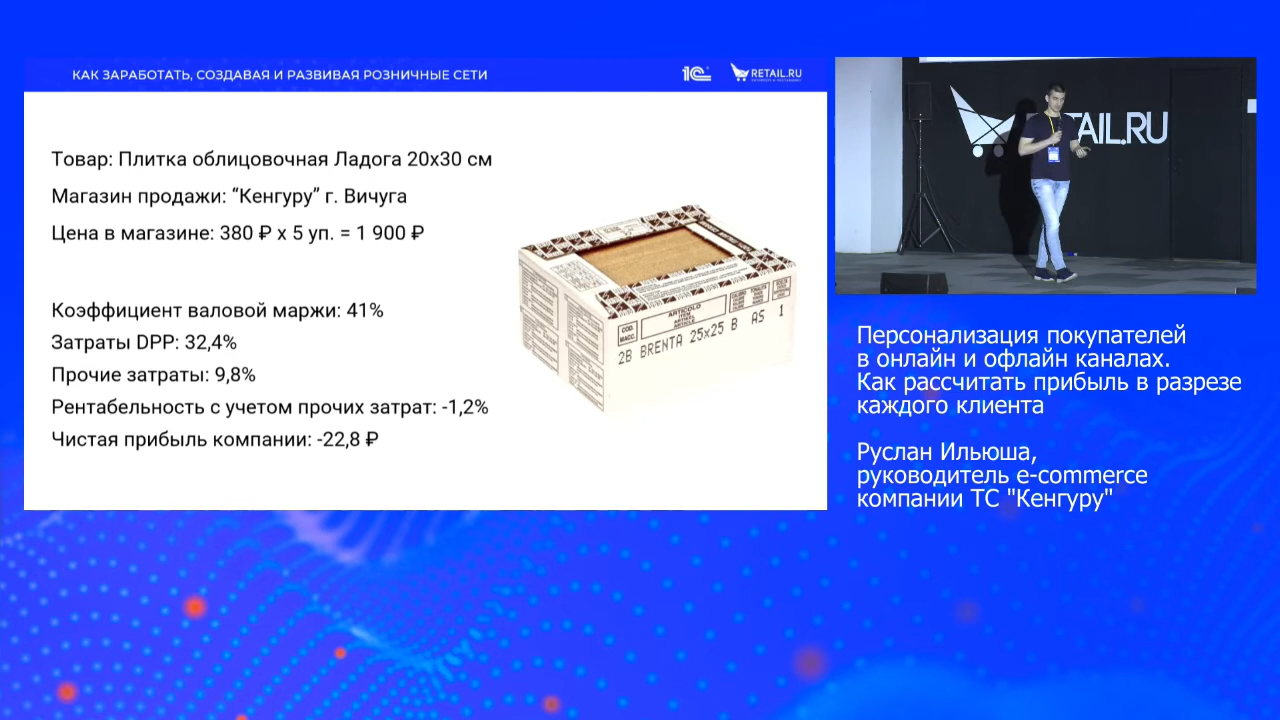 КАК ЗАРАБОТАТЬ, СОЗДАВАЯ И РАЗВИВАЯ РОЗНИЧНЫЕ СЕТИ
1С
RETAIL.RU
Товар: Плитка облицовочная Ладога 20х30 см
Магазин продажи: “Кенгуру” г. Вичуга
Цена в магазине: 380 ₽ х 5 уп. = 1 900 ₽
Коэффициент валовой маржи: 41%
Затраты DPP: 32,4%
Прочие затраты: 9,8%
Рентабельность с учетом прочих затрат: -1,2%
Чистая прибыль компании: -22,8 ₽
ARTICOLO
2B BRENTA 25x25 B AS 1
TAIL.RU
Персонализация покупателей
в онлайн и офлайн каналах.
Как рассчитать прибыль в разрезе
каждого клиента
Руслан Ильюша,
руководитель e-commerce
компании ТС "Кенгуру"